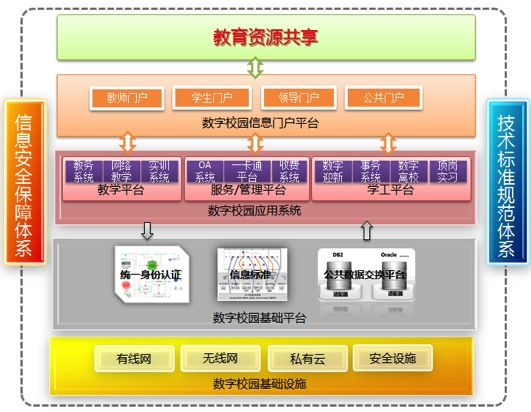 教育资源共享
教师门户 学生门户 领导门户 公共门户
数字校园信息门户平台
信息安全保障体系
技术标准规范体系
教务系统 网络教学 实训系统
教学平台
OA系统 一卡通平台 收费系统
服务/管理平台
数字迎新 事务系统 数字离校 顶岗实习
学工平台
数字校园应用系统
统一身份认证
信息标准
DB2 Oracle
公共数据交换平台
适配器 适配器
数字校园基础平台
有线网 无线网 私有云 安全设施
数字校园基础设施